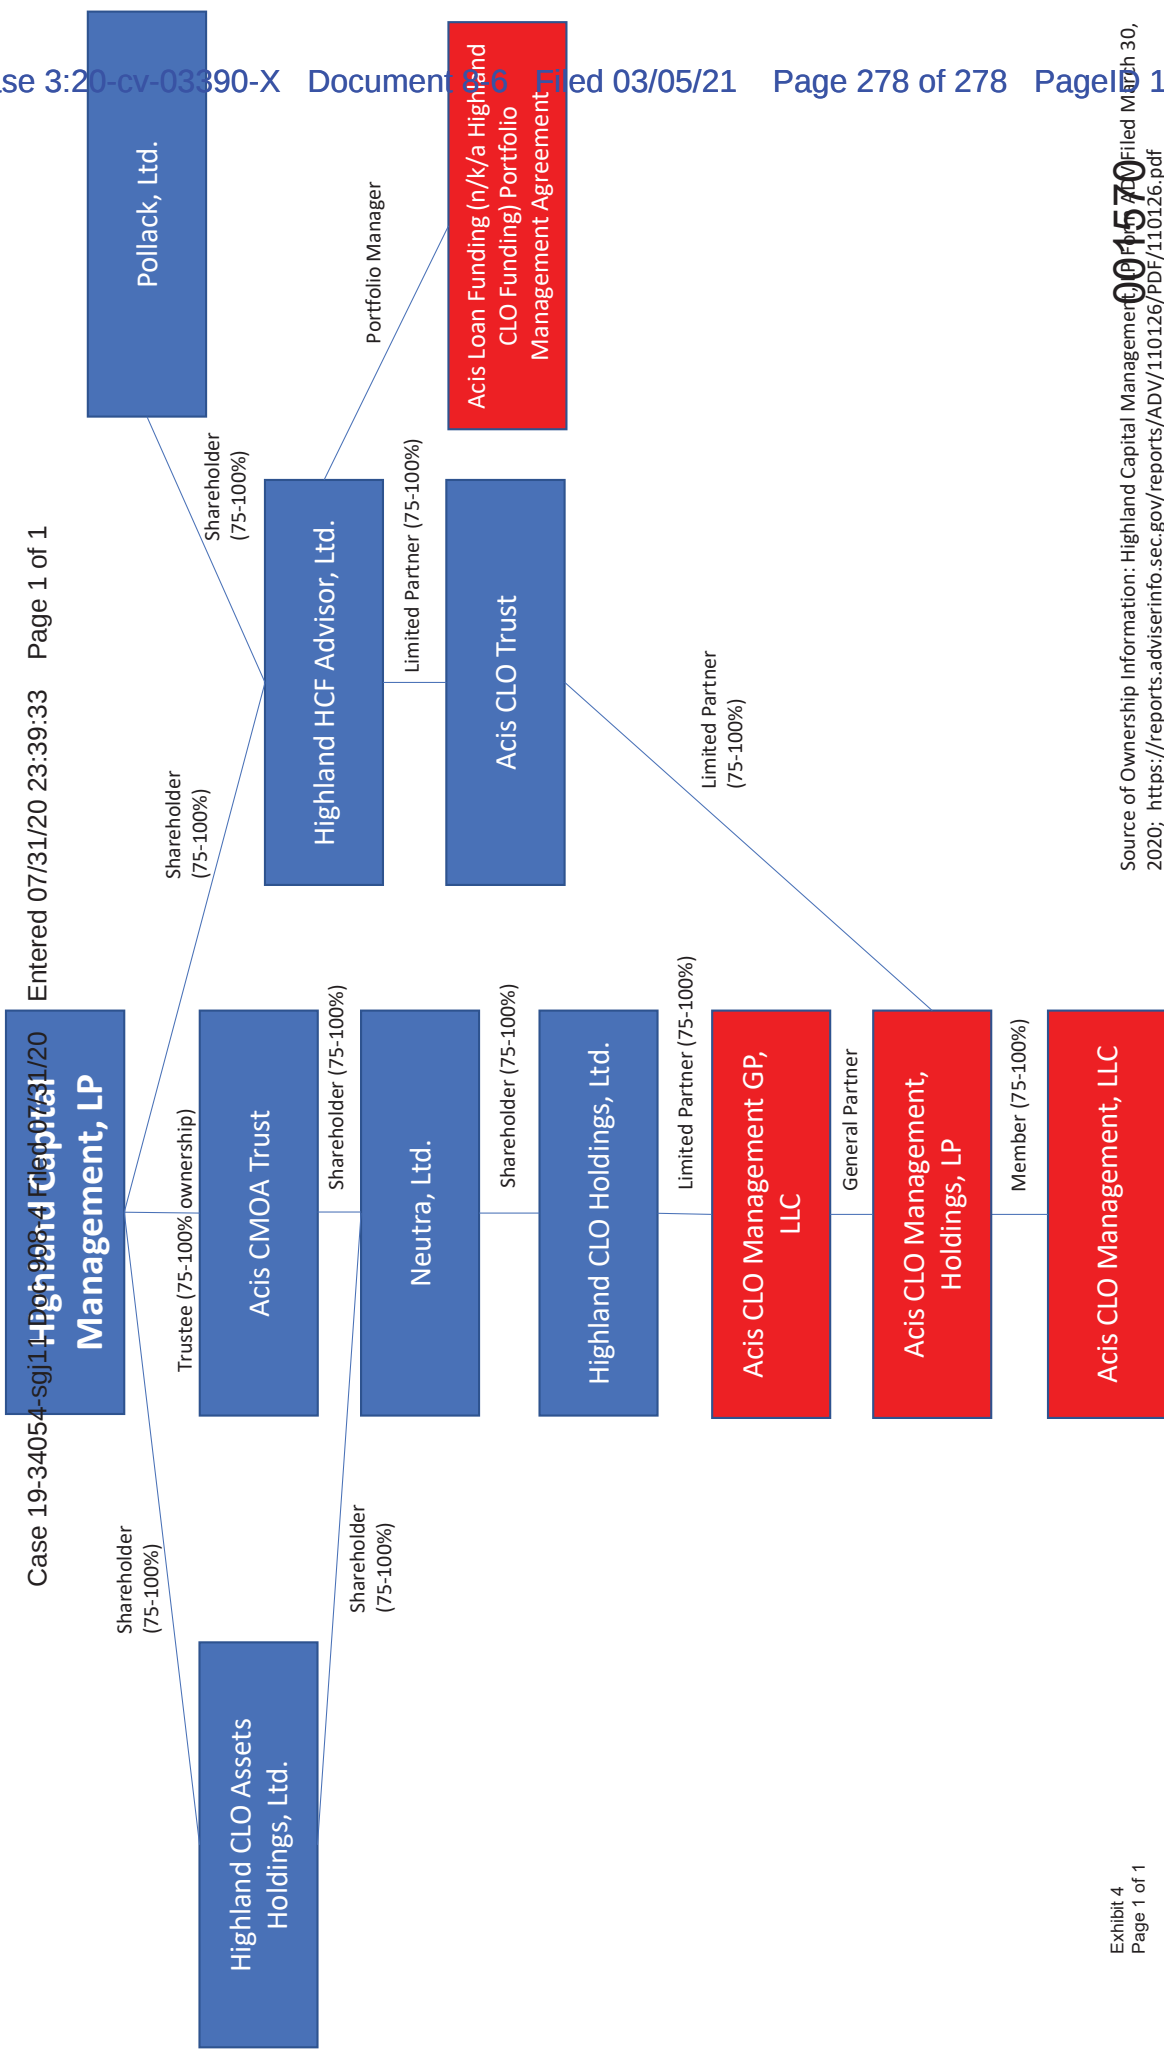 se 3:20-cv-03390-X Document 8-6 Filed 03/05/21 Page 278 of 278 PageID 1
Case 19-34054-sgj11 Doc 908-4 Filed 07/31/20 Entered 07/31/20 23:39:33 Page 1 of 1
Highland Capital
Management, LP
Shareholder
(75-100%)
Trustee (75-100% ownership)
Shareholder
(75-100%)
Shareholder
(75-100%)
Pollack, Ltd.
Highland CLO Assets
Holdings, Ltd.
Acis CMOA Trust
Highland HCF Advisor, Ltd.
Portfolio Manager
Shareholder
(75-100%)
Shareholder (75-100%)
Limited Partner (75-100%)
Neutra, Ltd.
Acis CLO Trust
Acis Loan Funding (n/k/a Highland
CLO Funding) Portfolio
Management Agreement
Shareholder (75-100%)
Highland CLO Holdings, Ltd.
Limited Partner (75-100%)
Limited Partner
(75-100%)
Acis CLO Management GP,
LLC
General Partner
Acis CLO Management,
Holdings, LP
Member (75-100%)
Acis CLO Management, LLC
Source of Ownership Information: Highland Capital Management, LP Form ADV Filed March 30,
2020; https://reports.adviserinfo.sec.gov/reports/ADV/110126/PDF/110126.pdf
001570
Exhibit 4
Page 1 of 1